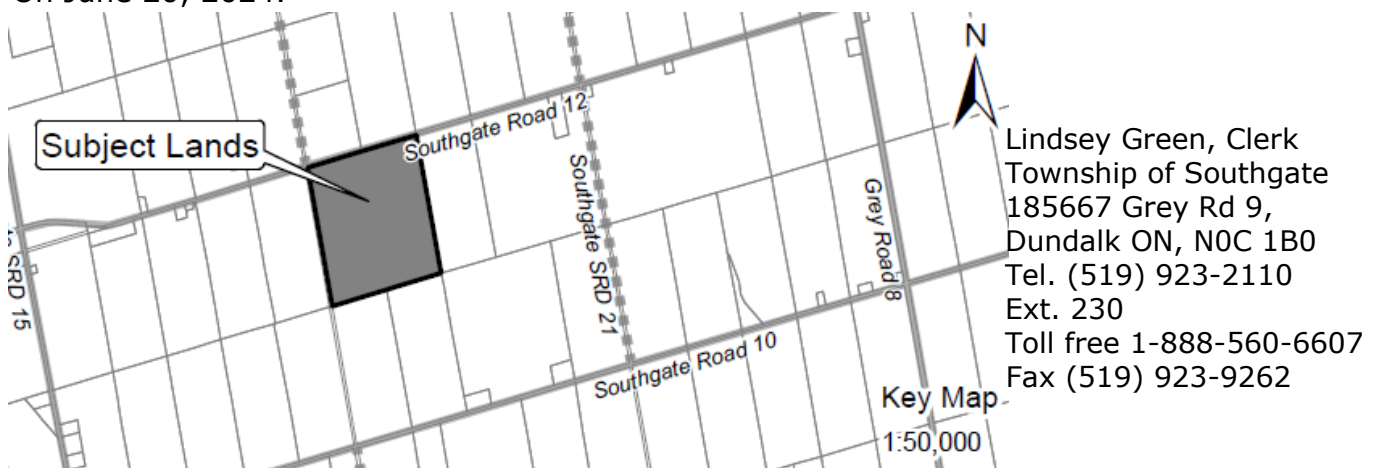 On June 2024.
N
Subject Lands
Southgate Road 12
Southgate SRD 21
Grey Road 8
SRD 15
Southgate Road 10
Key Map
1:50,000
Lindsey Green, Clerk
Township of Southgate
185667 Grey Rd 9,
Dundalk ON, N0C 1B0
Tel. (519) 923-2110
Ext. 230
Toll free 1-888-560-6607
Fax (519) 923-9262